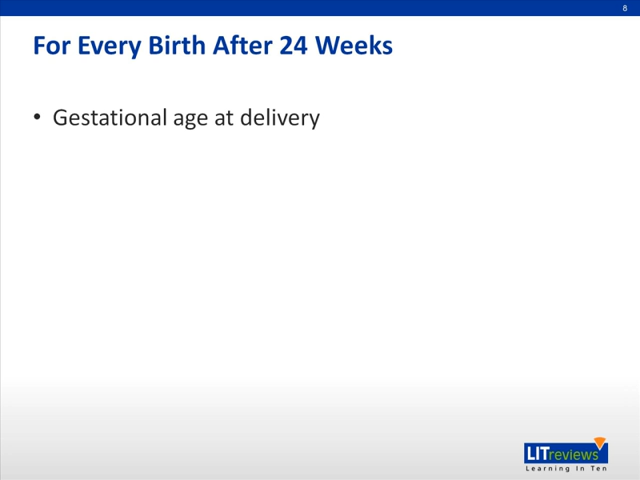 8
For Every Birth After 24 Weeks
• Gestational age at delivery
LITreviews
Learning In Ten